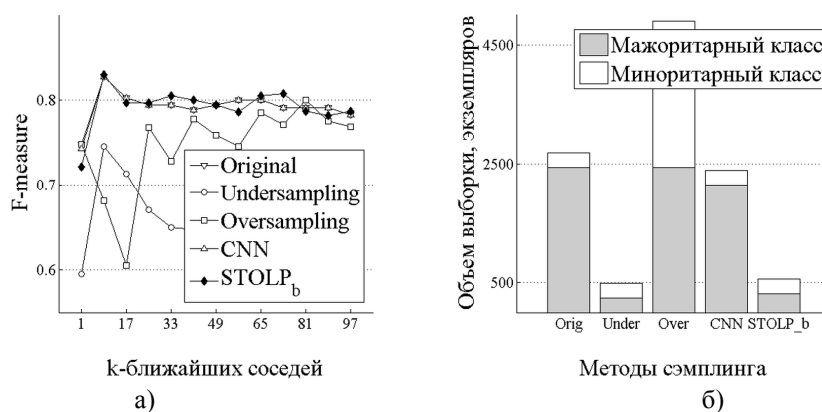 F-measure
0.8
0.7
0.6
Original
Undersampling
Oversampling
CNN
STOLP_b
1 17 33 49 65 81 97
k-ближайших соседей
а)
Объем выборки, экземпляров
4500
2500
500
Мажоритарный класс
Миноритарный класс
Orig Under Over CNN STOLP_b
Методы сэмплинга
б)